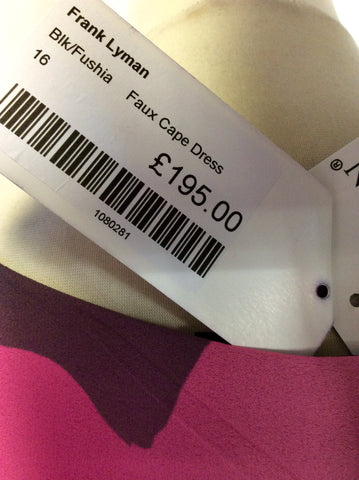 Frank Lyman
Blk/Fushia Faux Cape Dress
16
£195.00
1080281